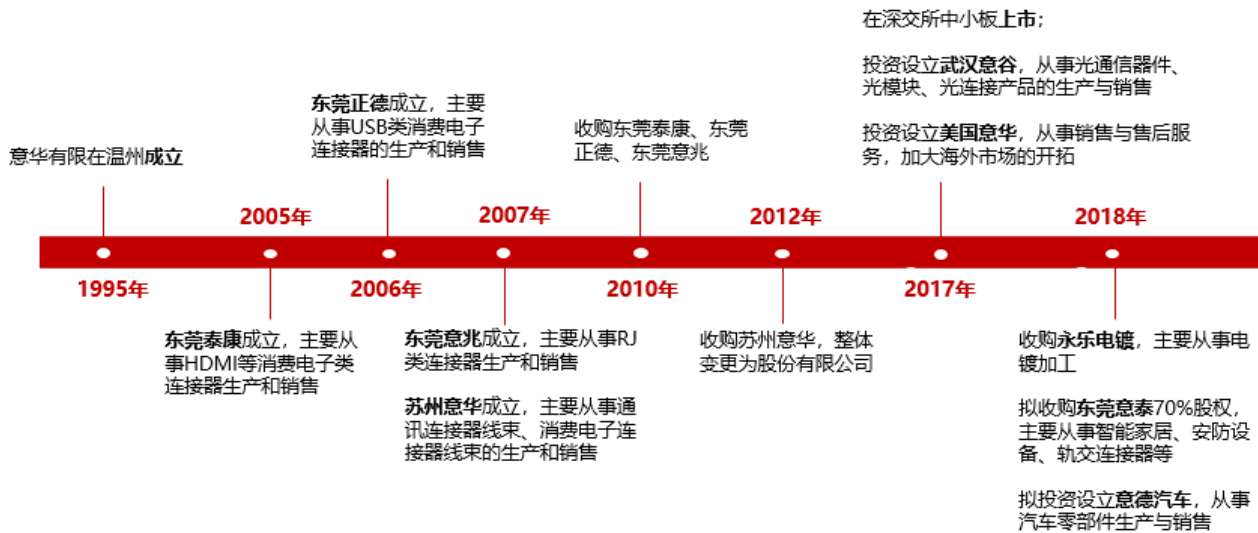 意华有限在温州成立
1995年
2005年
东莞泰康成立，主要从
事HDMI等消费电子类
连接器生产和销售
东莞正德成立，主要
从事USB类消费电子
连接器的生产和销售
2006年
2007年
东莞意兆成立，主要从事RJ
类连接器生产和销售
苏州意华成立，主要从事通
讯连接器线束、消费电子连
接器线束的生产和销售
收购东莞泰康、东莞
正德、东莞意兆
2010年
2012年
收购苏州意华，整体
变更为股份有限公司
在深交所中小板上市；
投资设立武汉意谷，从事光通信器件、
光模块、光连接产品的生产与销售
投资设立美国意华，从事销售与售后服
务，加大海外市场的开拓
2017年
2018年
收购永乐电镀，主要从事电
镀加工
拟收购东莞意泰70%股权，
主要从事智能家居、安防设
备、轨交连接器等
拟投资设立意德汽车，从事
汽车零部件生产与销售